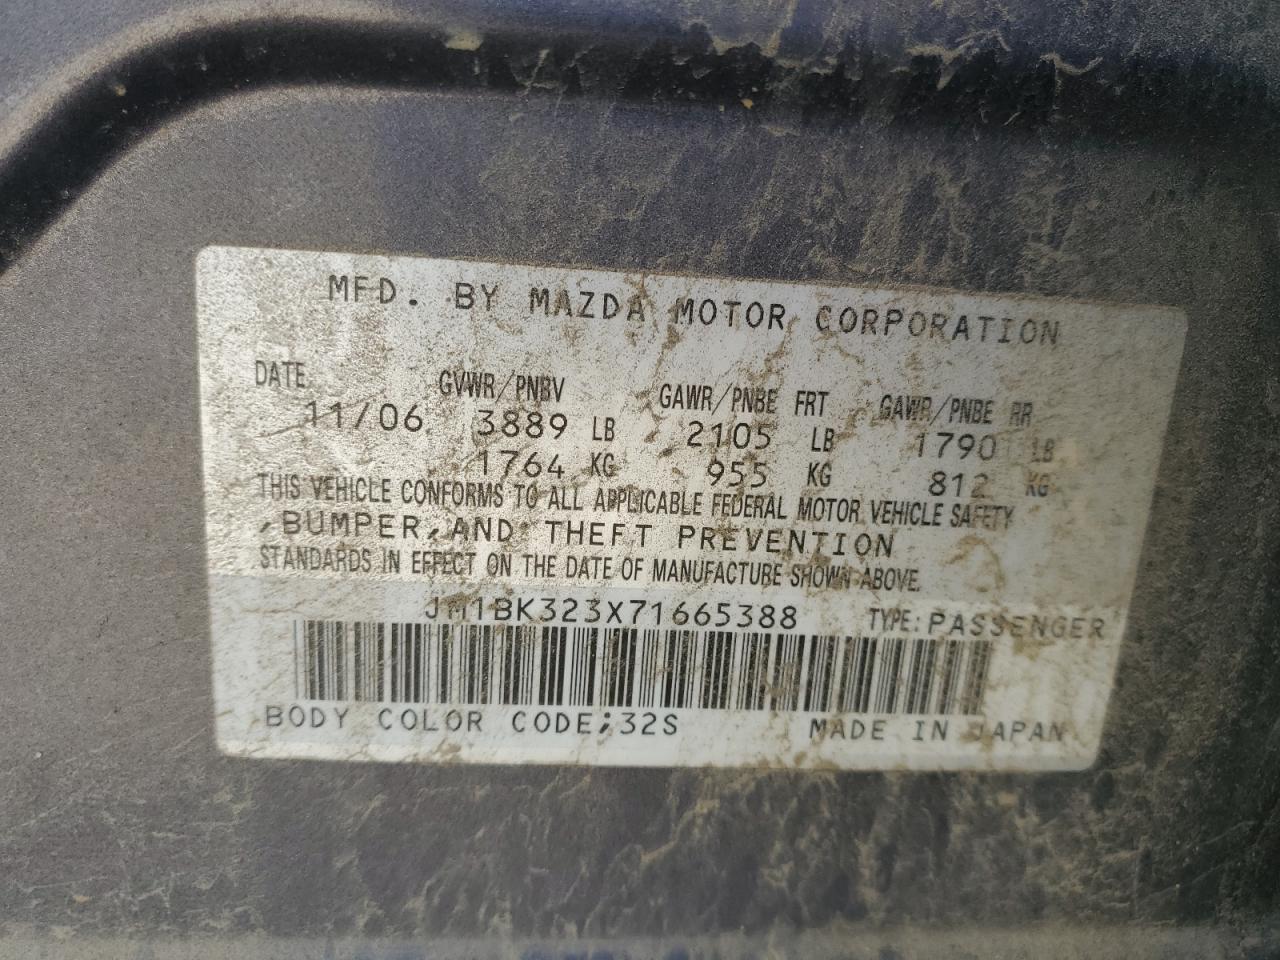 MFD. BY MAZDA MOTOR CORPORATION
DATE GVWR/PNBV GAWR/PNBE FRT GAWR/PNBE RR
11/06 3889 LB 2105 LB 1790 LB
1764 KG 955 KG 812 KG
THIS VEHICLE CONFORMS TO ALL APPLICABLE FEDERAL MOTOR VEHICLE SAFETY
,BUMPER,AND THEFT PREVENTION
STANDARDS IN EFFECT ON THE DATE OF MANUFACTURE SHOWN ABOVE.
JM1BK323X71665388 TYPE:PASSENGER
BODY COLOR CODE;32S MADE IN JAPAN